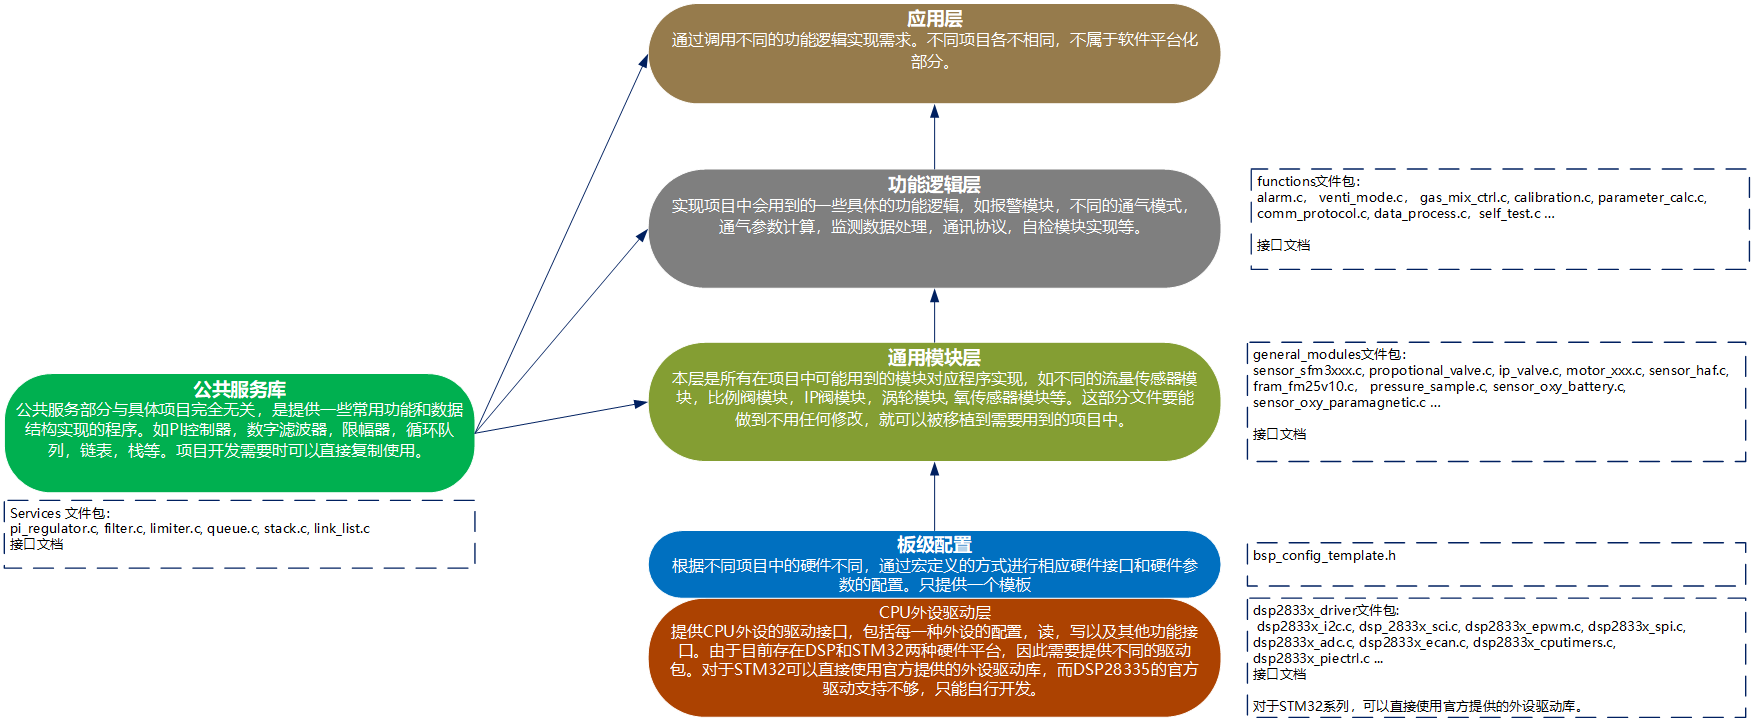 应用层
通过调用不同的功能逻辑实现需求。不同项目各不相同，不属于软件平台化
部分。
功能逻辑层
实现项目中会用到的一些具体的功能逻辑，如报警模块，不同的通气模式，
通气参数计算，监测数据处理，通讯协议，自检模块实现等。
functions文件包:
alarm.c,   venti_mode.c,   gas_mix_ctrl.c, calibration.c, parameter_calc.c,
comm_protocol.c, data_process.c,  self_test.c ...
接口文档
通用模块层
本层是所有在项目中可能用到的模块对应程序实现，如不同的流量传感器模
块，比例阀模块，IP阀模块，涡轮模块, 氧传感器模块等。这部分文件要能
做到不用任何修改，就可以被移植到需要用到的项目中。
general_modules文件包:
sensor_sfm3xxx.c, propotional_valve.c, ip_valve.c, motor_xxx.c, sensor_haf.c,
fram_fm25v10.c,   pressure_sample.c, sensor_oxy_battery.c,
sensor_oxy_paramagnetic.c ...
接口文档
公共服务库
公共服务部分与具体项目完全无关，是提供一些常用功能和数据
结构实现的程序。如PI控制器，数字滤波器，限幅器，循环队
列，链表，栈等。项目开发需要时可以直接复制使用。
Services 文件包:
pi_regulator.c, filter.c, limiter.c, queue.c, stack.c, link_list.c
接口文档
板级配置
根据不同项目中的硬件不同，通过宏定义的方式进行相应硬件接口和硬件参
数的配置。只提供一个模板
bsp_config_template.h
CPU外设驱动层
提供CPU外设的驱动接口，包括每一种外设的配置，读，写以及其他功能接
口。由于目前存在DSP和STM32两种硬件平台，因此需要提供不同的驱动
包。对于STM32可以直接使用官方提供的外设驱动库，而DSP28335的官方
驱动支持不够，只能自行开发。
dsp2833x_driver文件包:
dsp2833x_i2c.c, dsp_2833x_sci.c, dsp2833x_epwm.c, dsp2833x_spi.c,
dsp2833x_adc.c, dsp2833x_ecan.c, dsp2833x_cputimers.c,
dsp2833x_piectrl.c ...
接口文档
对于STM32系列，可以直接使用官方提供的外设驱动库。